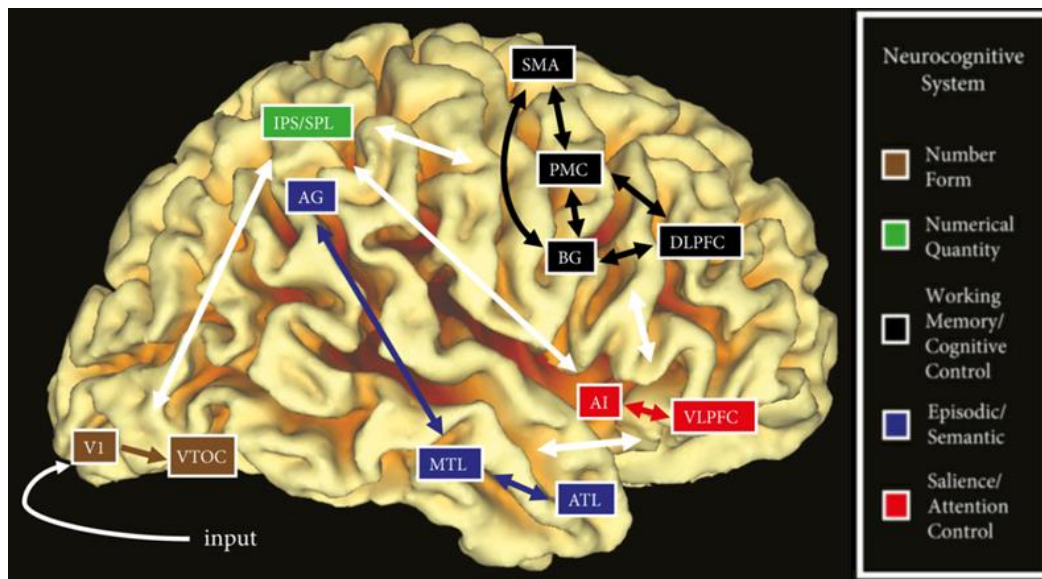 SMA
IPS/SPL
PMC
AG
DLPFC
BG
AI
VLPFC
V1
VTOC
MTL
ATL
input
Neurocognitive
System
Number
Form
Numerical
Quantity
Working
Memory/
Cognitive
Control
Episodic/
Semantic
Salience/
Attention
Control